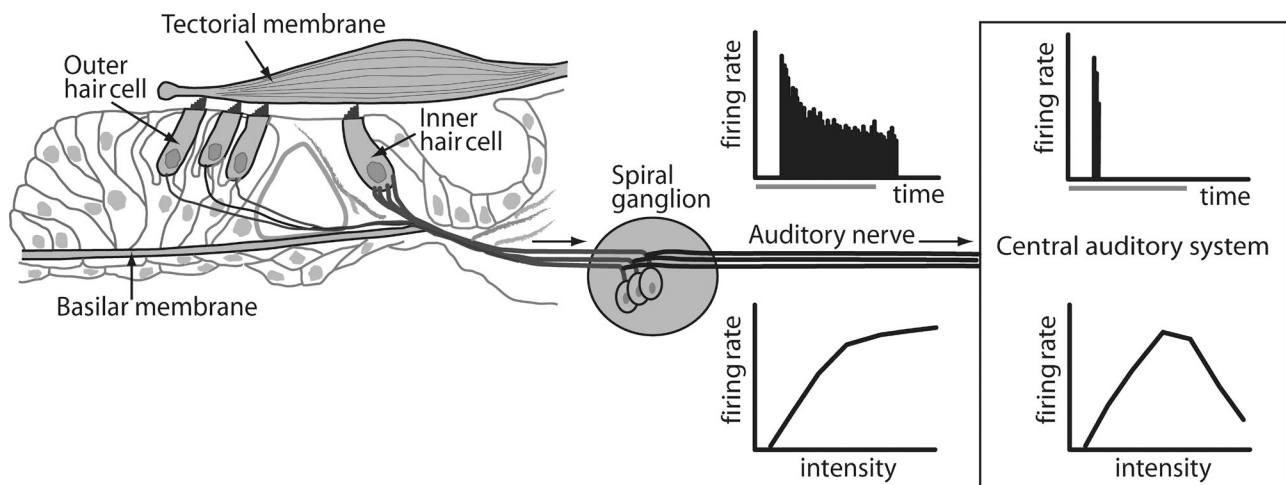 Tectorial membrane
Outer
hair cell
Inner
hair cell
Basilar membrane
Spiral
ganglion
firing rate
time
Auditory nerve
firing rate
intensity
firing rate
time
Central auditory system
firing rate
intensity